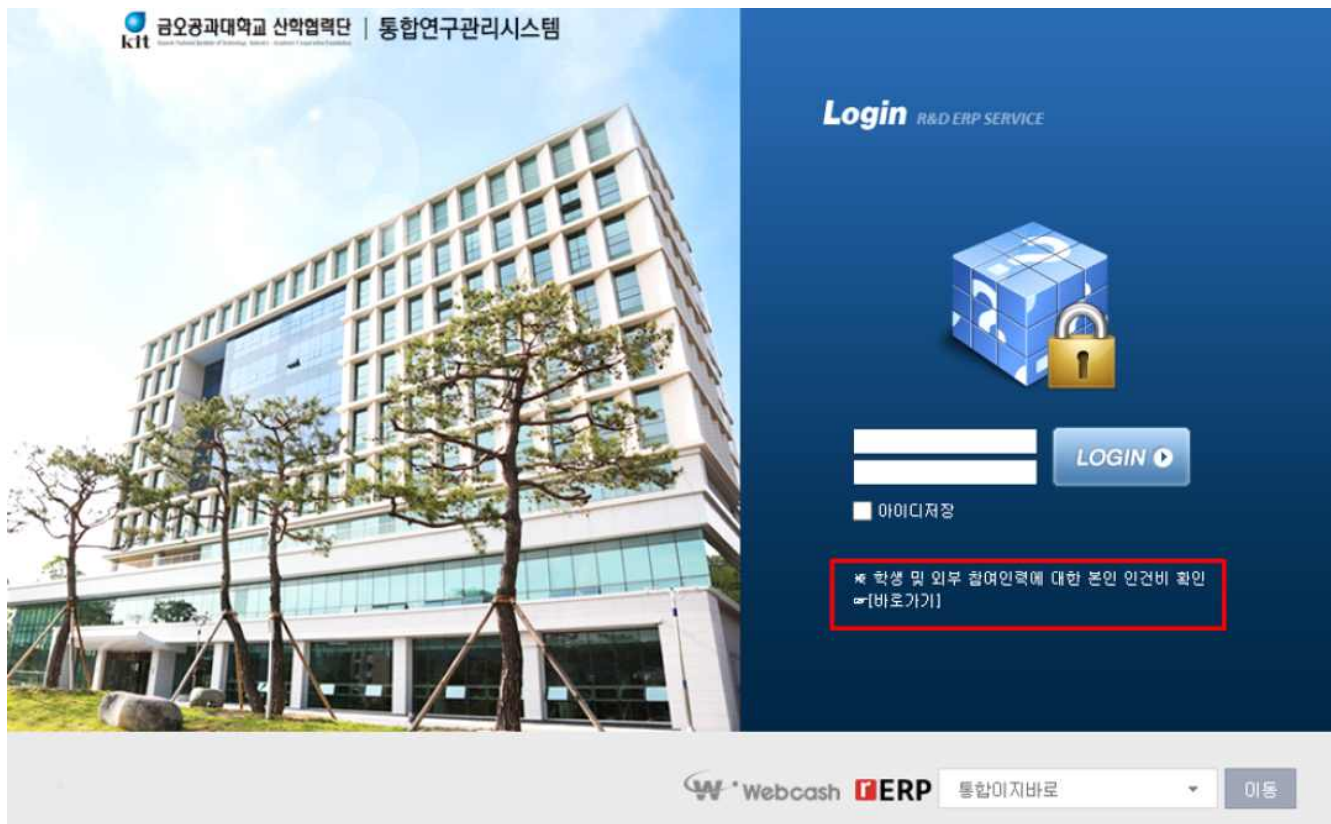 kit 금오공과대학교 산학협력단 | 통합연구관리시스템
Login R&D ERP SERVICE
LOGIN
아이디저장
※ 학생 및 외부 참여인력에 대한 본인 인건비 확인
☞[바로가기]
Webcash rERP 통합이지바로 이동